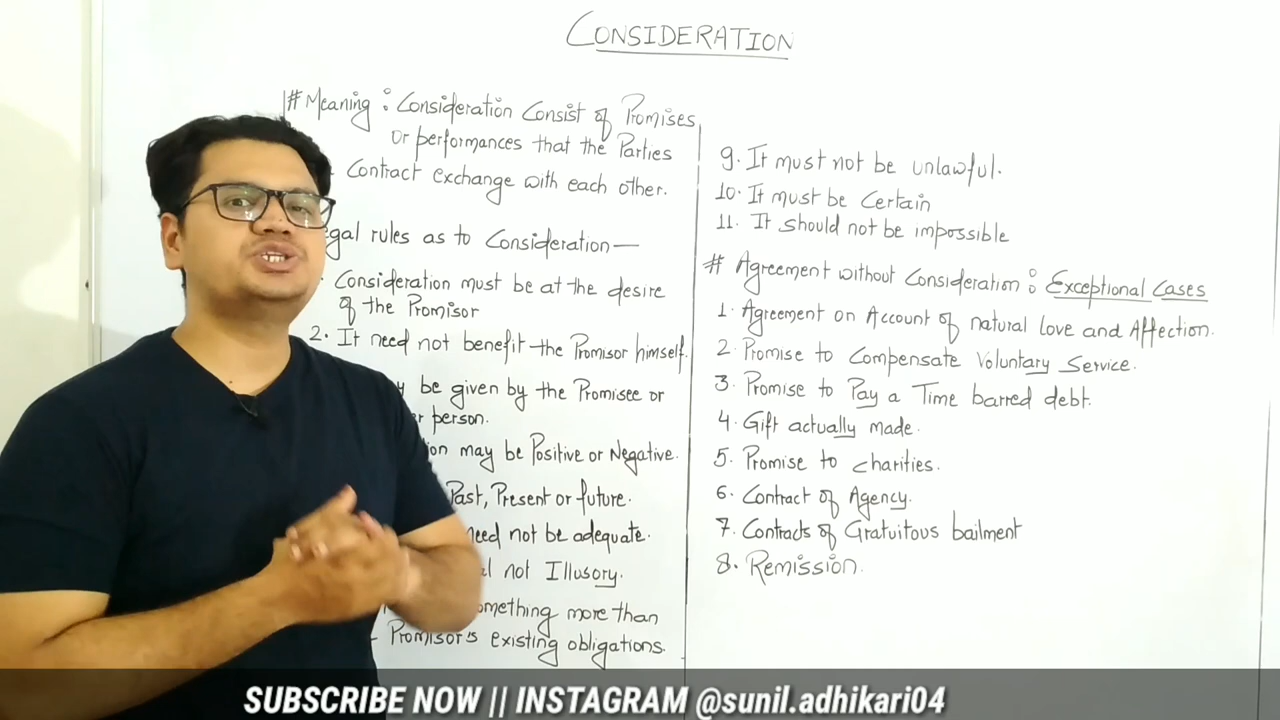 CONSIDERATION
# Meaning : Consideration Consist of Promises
or performances that the Parties
Contract exchange with each other.
egal rules as to Consideration —
Consideration must be at the desire
of the Promisor
2. It need not benefit the Promisor himself.
y be given by the Promisee or
r person.
ion may be Positive or Negative.
Past, Present or future.
need not be adequate.
l not Illusory.
omething more than
Promisor's existing obligations.
9. It must not be unlawful.
10. It must be Certain
11. It should not be impossible
# Agreement without Consideration : Exceptional Cases
1. Agreement on Account of natural love and Affection.
2. Promise to Compensate Voluntary Service.
3. Promise to Pay a Time barred debt.
4. Gift actually made.
5. Promise to charities.
6. Contract of Agency.
7. Contracts of Gratuitous bailment
8. Remission.
SUBSCRIBE NOW || INSTAGRAM @sunil.adhikari04